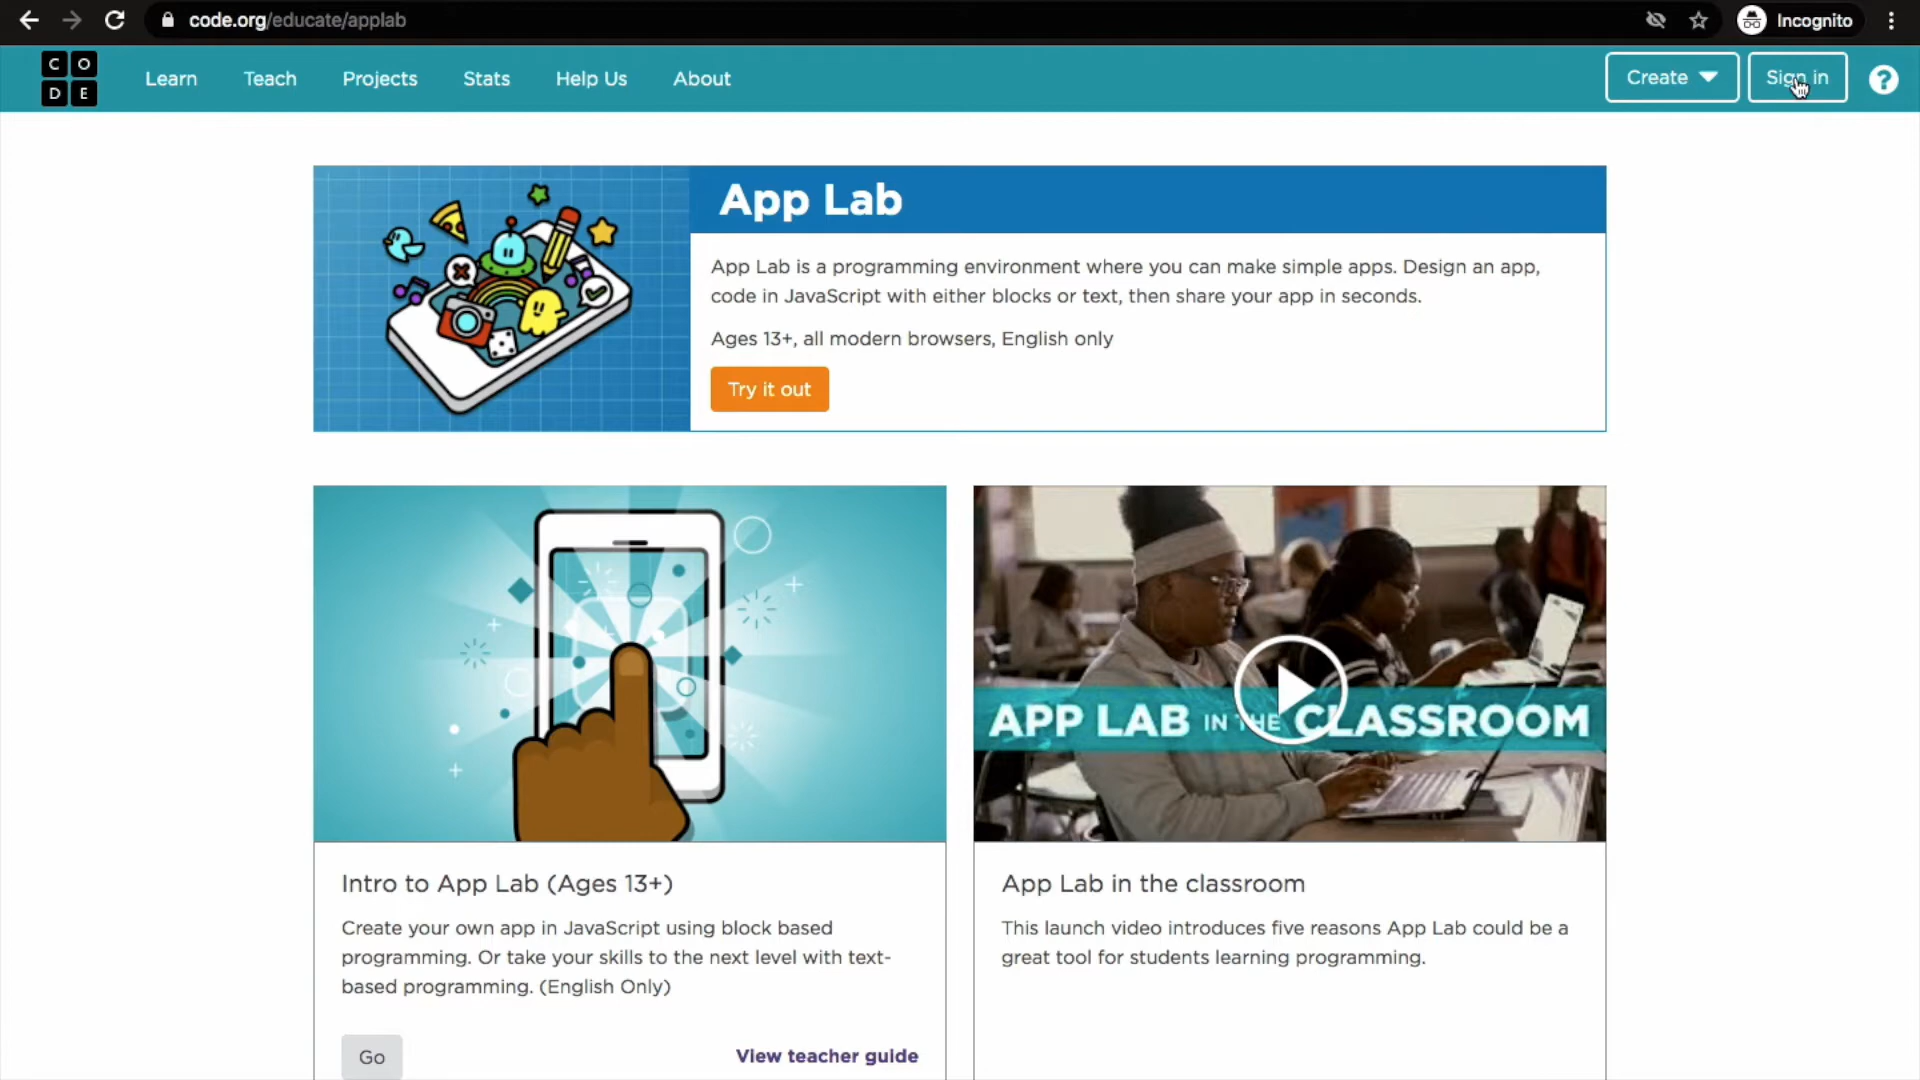 code.org/educate/applab
Incognito
C O
D E
Learn
Teach
Projects
Stats
Help Us
About
Create
Sign in
?
App Lab
App Lab is a programming environment where you can make simple apps. Design an app,
code in JavaScript with either blocks or text, then share your app in seconds.
Ages 13+, all modern browsers, English only
Try it out
APP LAB IN THE CLASSROOM
Intro to App Lab (Ages 13+)
Create your own app in JavaScript using block based
programming. Or take your skills to the next level with text-
based programming. (English Only)
Go
View teacher guide
App Lab in the classroom
This launch video introduces five reasons App Lab could be a
great tool for students learning programming.